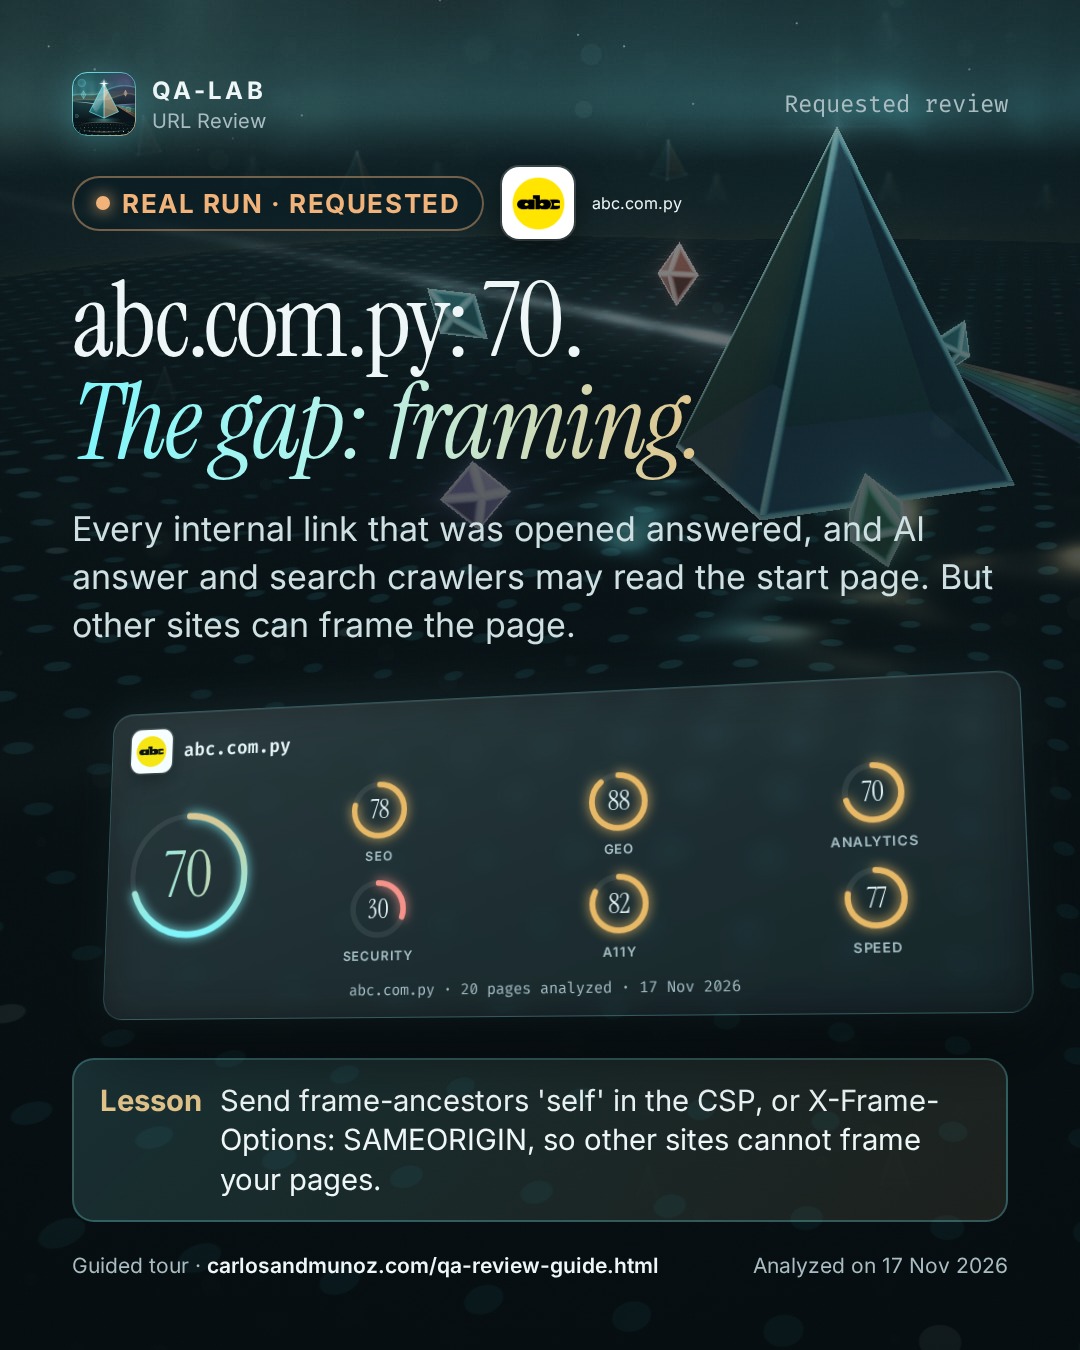 QA-LAB
URL Review
Requested review
REAL RUN · REQUESTED
abc
abc.com.py
abc.com.py: 70.
The gap: framing.
Every internal link that was opened answered, and AI
answer and search crawlers may read the start page. But
other sites can frame the page.
abc
abc.com.py
70
78
SEO
88
GEO
70
ANALYTICS
30
SECURITY
82
A11Y
77
SPEED
abc.com.py · 20 pages analyzed · 17 Nov 2026
Lesson
Send frame-ancestors 'self' in the CSP, or X-Frame-
Options: SAMEORIGIN, so other sites cannot frame
your pages.
Guided tour · carlosandmunoz.com/qa-review-guide.html
Analyzed on 17 Nov 2026